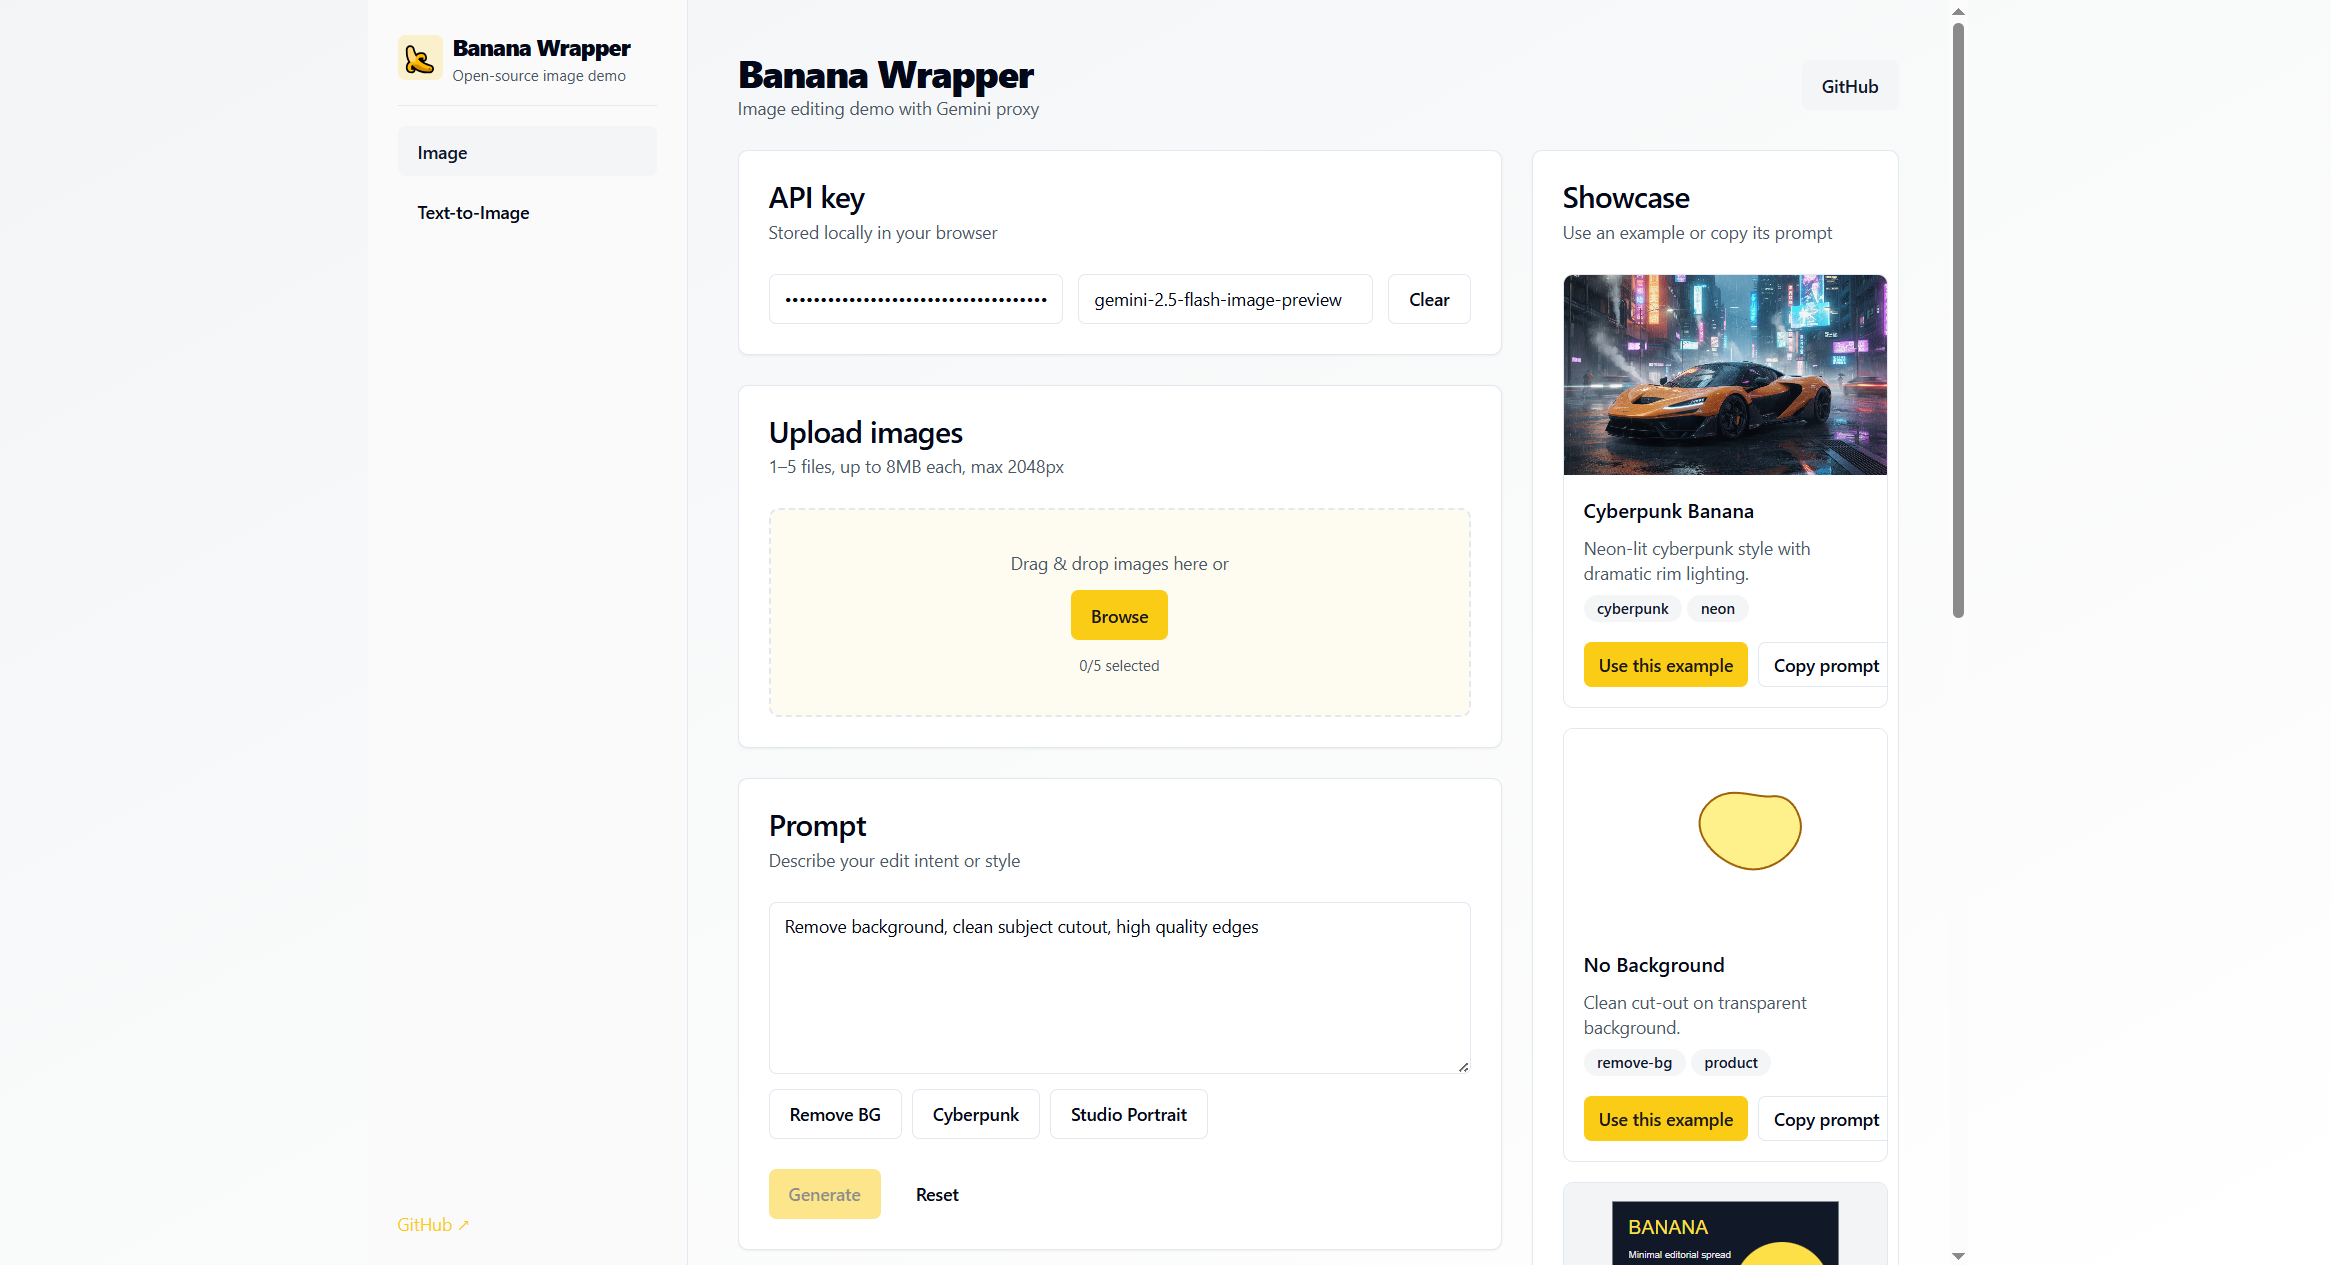 Banana Wrapper
Open-source image demo
Image
Text-to-Image
GitHub ↗
Banana Wrapper
Image editing demo with Gemini proxy
GitHub
API key
Stored locally in your browser
•••••••••••••••••••••••••••••••••••••
gemini-2.5-flash-image-preview
Clear
Upload images
1–5 files, up to 8MB each, max 2048px
Drag & drop images here or
Browse
0/5 selected
Prompt
Describe your edit intent or style
Remove background, clean subject cutout, high quality edges
Remove BG
Cyberpunk
Studio Portrait
Generate
Reset
Showcase
Use an example or copy its prompt
Cyberpunk Banana
Neon-lit cyberpunk style with
dramatic rim lighting.
cyberpunk
neon
Use this example
Copy prompt
No Background
Clean cut-out on transparent
background.
remove-bg
product
Use this example
Copy prompt
BANANA
Minimal editorial spread